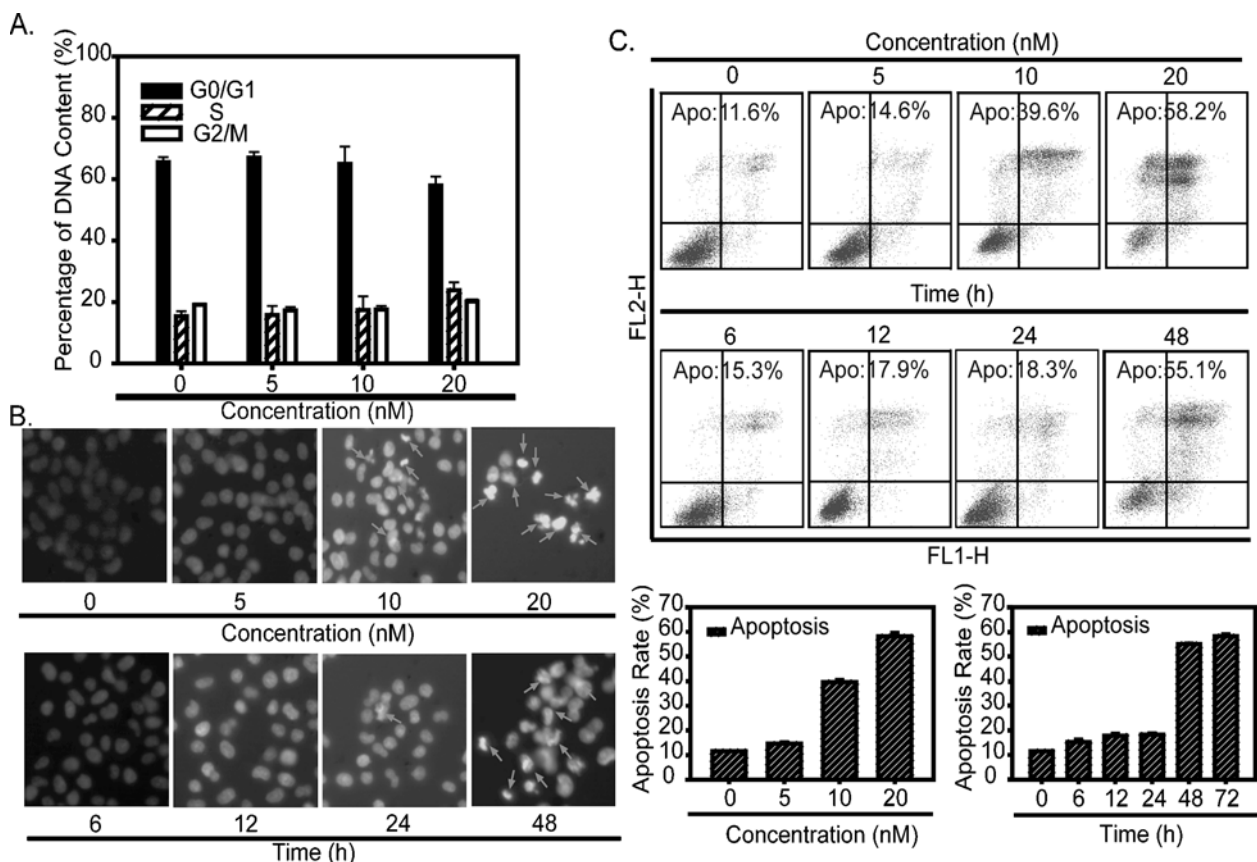 A.
Percentage of DNA Content (%)
100
80
60
40
20
0
G0/G1
S
G2/M
0 5 10 20
Concentration (nM)
B.
0 5 10 20
Concentration (nM)
6 12 24 48
Time (h)
C.
Concentration (nM)
0 5 10 20
Apo:11.6% Apo:14.6% Apo:39.6% Apo:58.2%
FL2-H
Time (h)
6 12 24 48
Apo:15.3% Apo:17.9% Apo:18.3% Apo:55.1%
FL1-H
Apoptosis Rate (%)
70
60
50
40
30
20
10
0
Apoptosis
0 5 10 20
Concentration (nM)
Apoptosis Rate (%)
70
60
50
40
30
20
10
0
Apoptosis
0 6 12 24 48 72
Time (h)